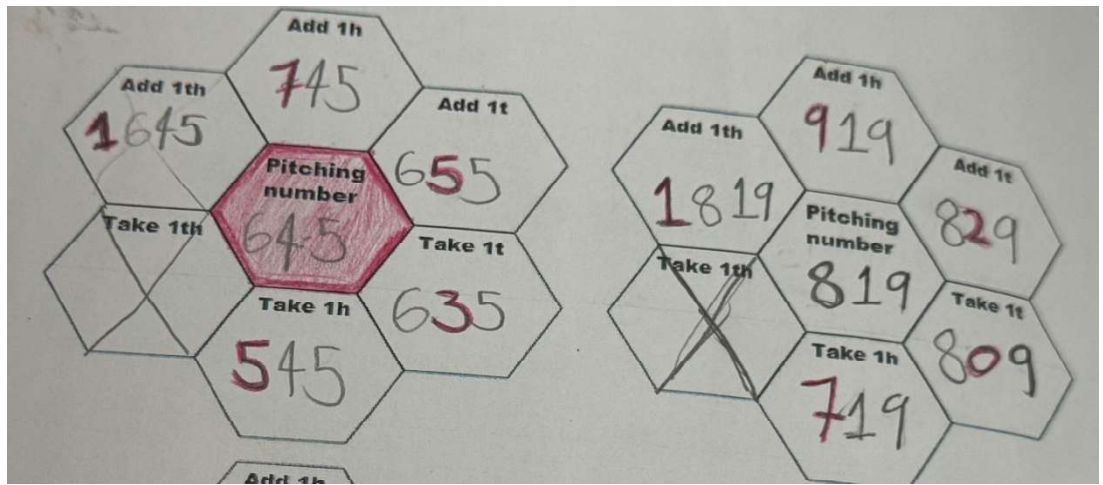 Add 1h
745
Add 1th
1645
Add 1t
655
Pitching
number
645
Take 1th
Take 1t
635
Take 1h
545
Add 1h
Add 1h
919
Add 1th
1819
Add 1t
829
Pitching
number
819
Take 1th
Take 1t
809
Take 1h
719